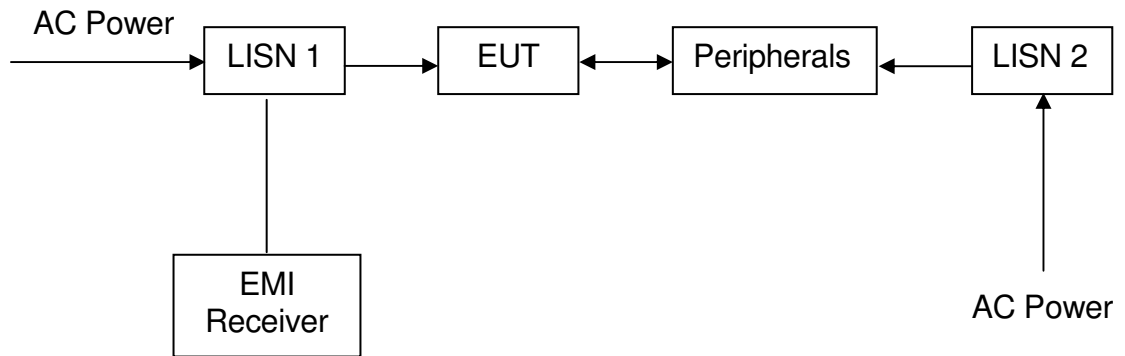 AC Power
LISN 1
EUT
Peripherals
LISN 2
EMI
Receiver
AC Power